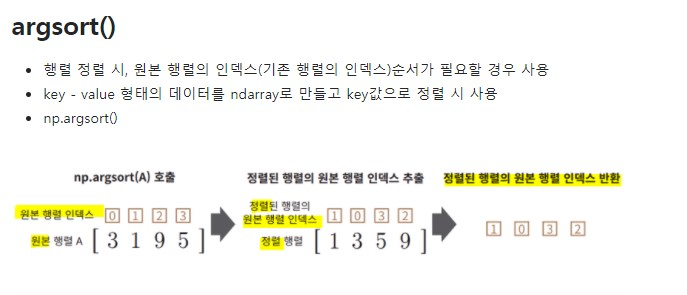 argsort()
행렬 정렬 시, 원본 행렬의 인덱스(기존 행렬의 인덱스)순서가 필요할 경우 사용
key - value 형태의 데이터를 ndarray로 만들고 key값으로 정렬 시 사용
np.argsort()
np.argsort(A) 호출
원본 행렬 인덱스 0 1 2 3
원본 행렬 A [ 3 1 9 5 ]
정렬된 행렬의 원본 행렬 인덱스 추출
정렬된 행렬의
원본 행렬 인덱스 1 0 3 2
정렬 행렬 [ 1 3 5 9 ]
정렬된 행렬의 원본 행렬 인덱스 반환
1 0 3 2